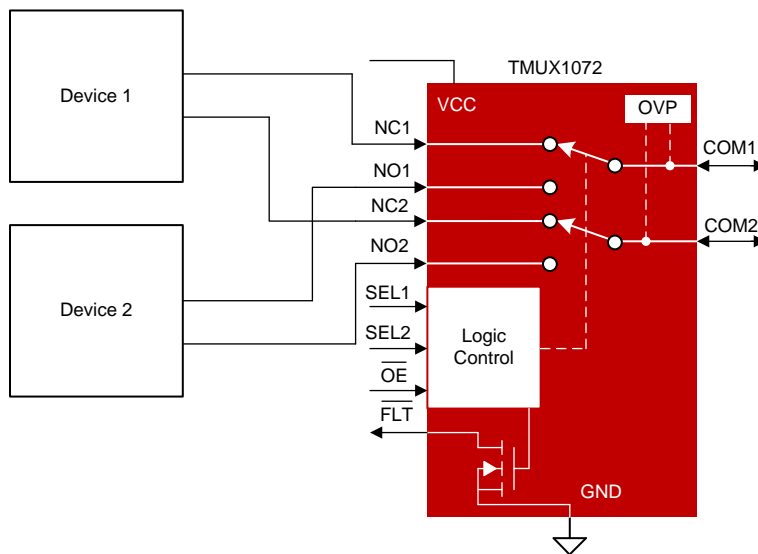 TMUX1072
Device 1
VCC
OVP
NC1
COM1
NO1
NC2
COM2
NO2
Device 2
SEL1
SEL2
Logic
Control
OE
FLT
GND